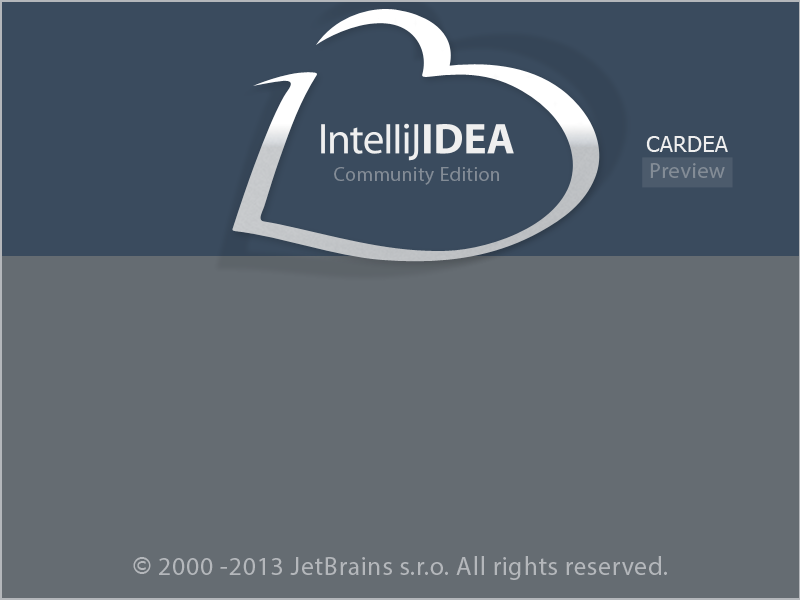 IntelliJIDEA
Community Edition
CARDEA
Preview
© 2000 -2013 JetBrains s.r.o. All rights reserved.